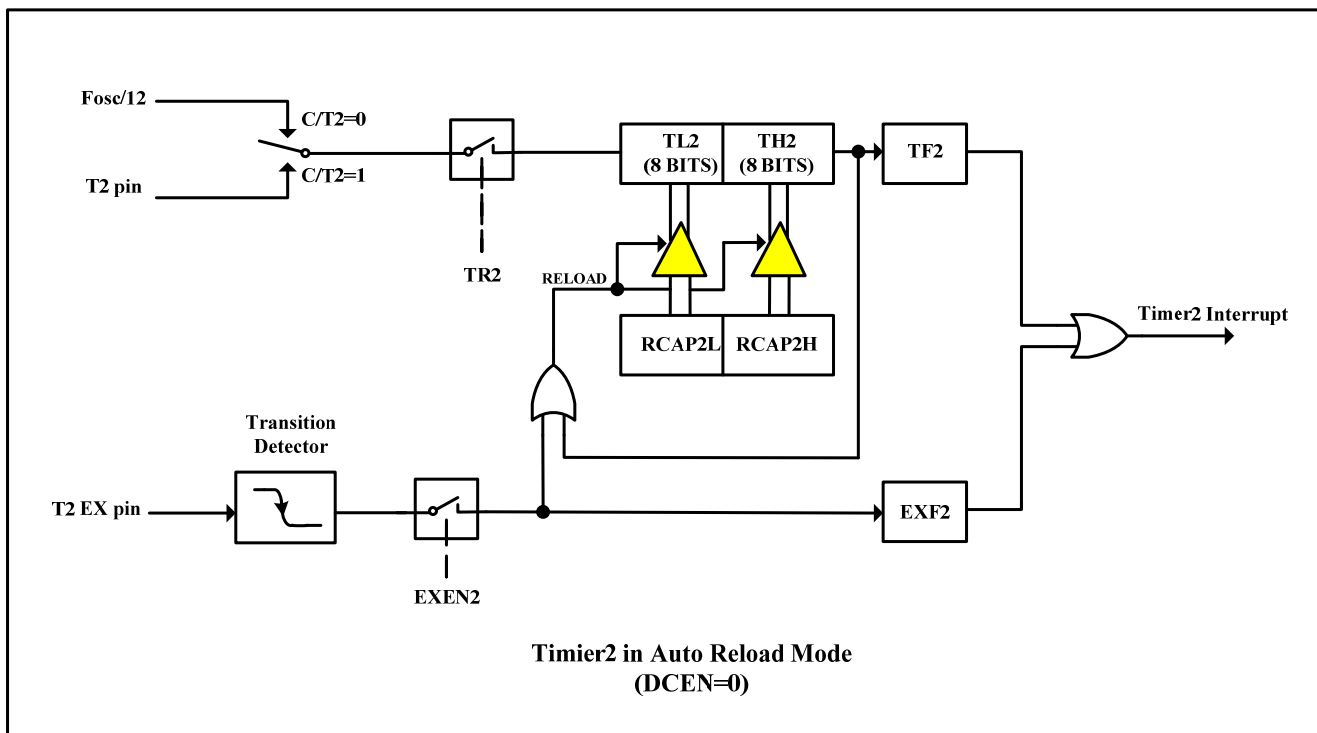 Fosc/12
C/T2=0
T2 pin
C/T2=1
TR2
TL2
(8 BITS)
TH2
(8 BITS)
TF2
RELOAD
RCAP2L
RCAP2H
Timer2 Interrupt
Transition
Detector
T2 EX pin
EXEN2
EXF2
Timier2 in Auto Reload Mode
(DCEN=0)